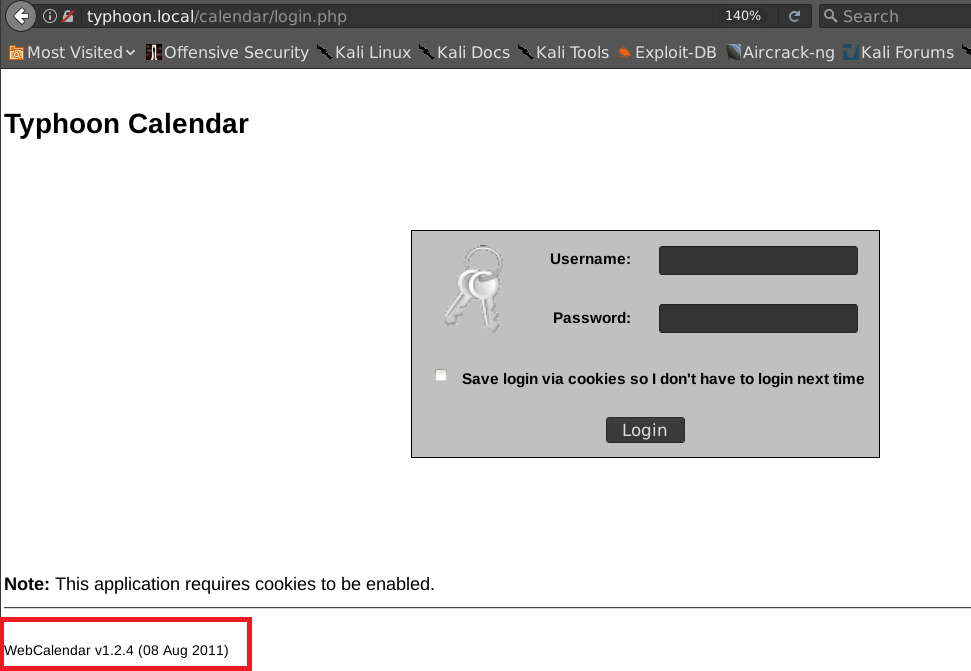 typhoon.local/calendar/login.php 140% Search
Most Visited Offensive Security Kali Linux Kali Docs Kali Tools Exploit-DB Aircrack-ng Kali Forums
Typhoon Calendar
Username:
Password:
Save login via cookies so I don't have to login next time
Login
Note: This application requires cookies to be enabled.
WebCalendar v1.2.4 (08 Aug 2011)